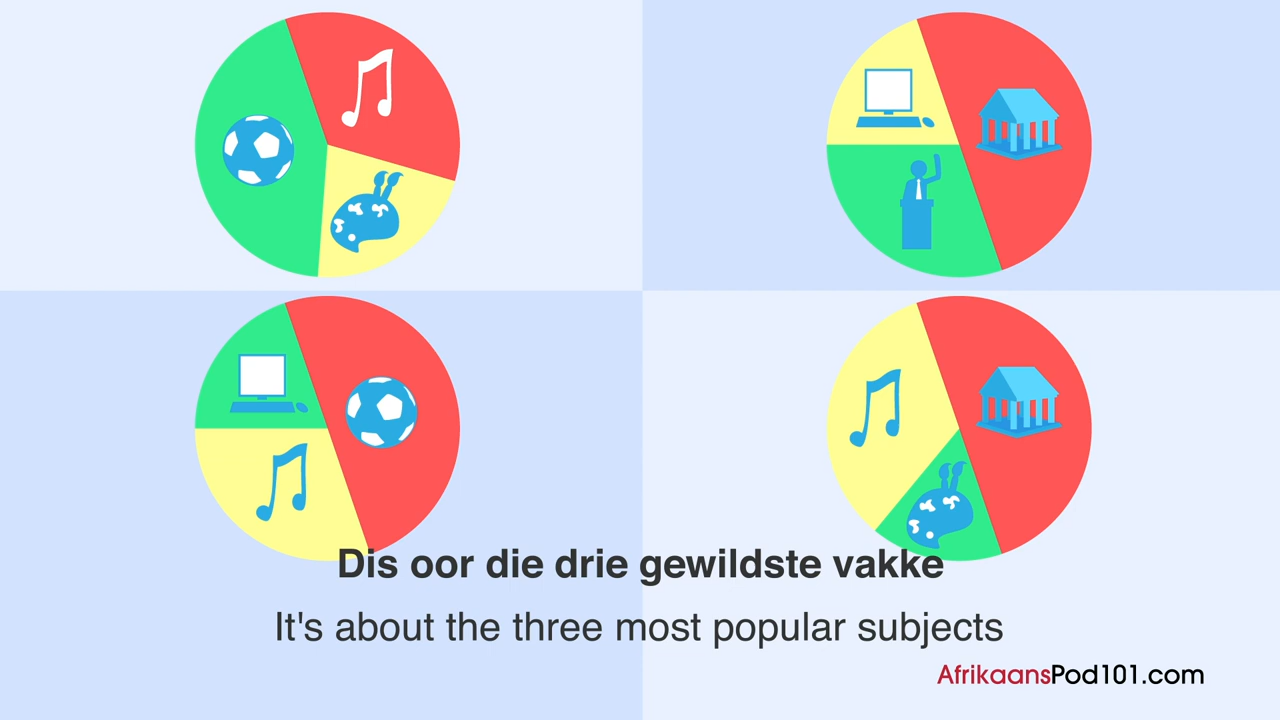 Dis oor die drie gewildste vakke
It's about the three most popular subjects
AfrikaansPod101.com